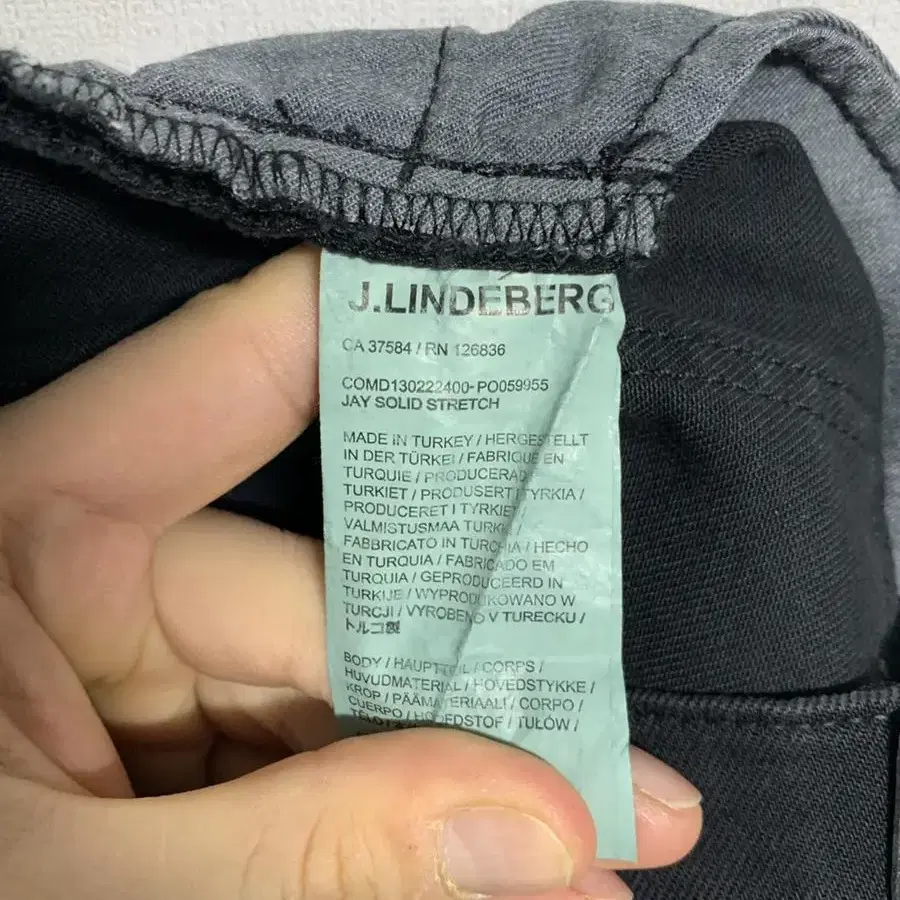 J.LINDEBERG
CA 37584 / RN 126836
COMD130222400-PO059955
JAY SOLID STRETCH
MADE IN TURKEY / HERGESTELLT
IN DER TÜRKEI / FABRIQUE EN
TURQUIE / PRODUCERAD
TURKIET / PRODUSERT I TYRKIA /
PRODUCERET I TYRKIET
VALMISTUSMAA TURKKI /
FABBRICATO IN TURCHIA / HECHO
EN TURQUIA / FABRICADO EM
TURQUIA / GEPRODUCEERD IN
TURKIJE / WYPRODUKOWANO W
TURCJI / VYROBENO V TURECKU /
トルコ製
BODY / HAUPTTEIL / CORPS /
HUVUDMATERIAL / HOVEDSTYKKE /
KROP / PÄÄMATERIAALI / CORPO /
CUERPO / HOOFDSTOF / TUŁÓW /